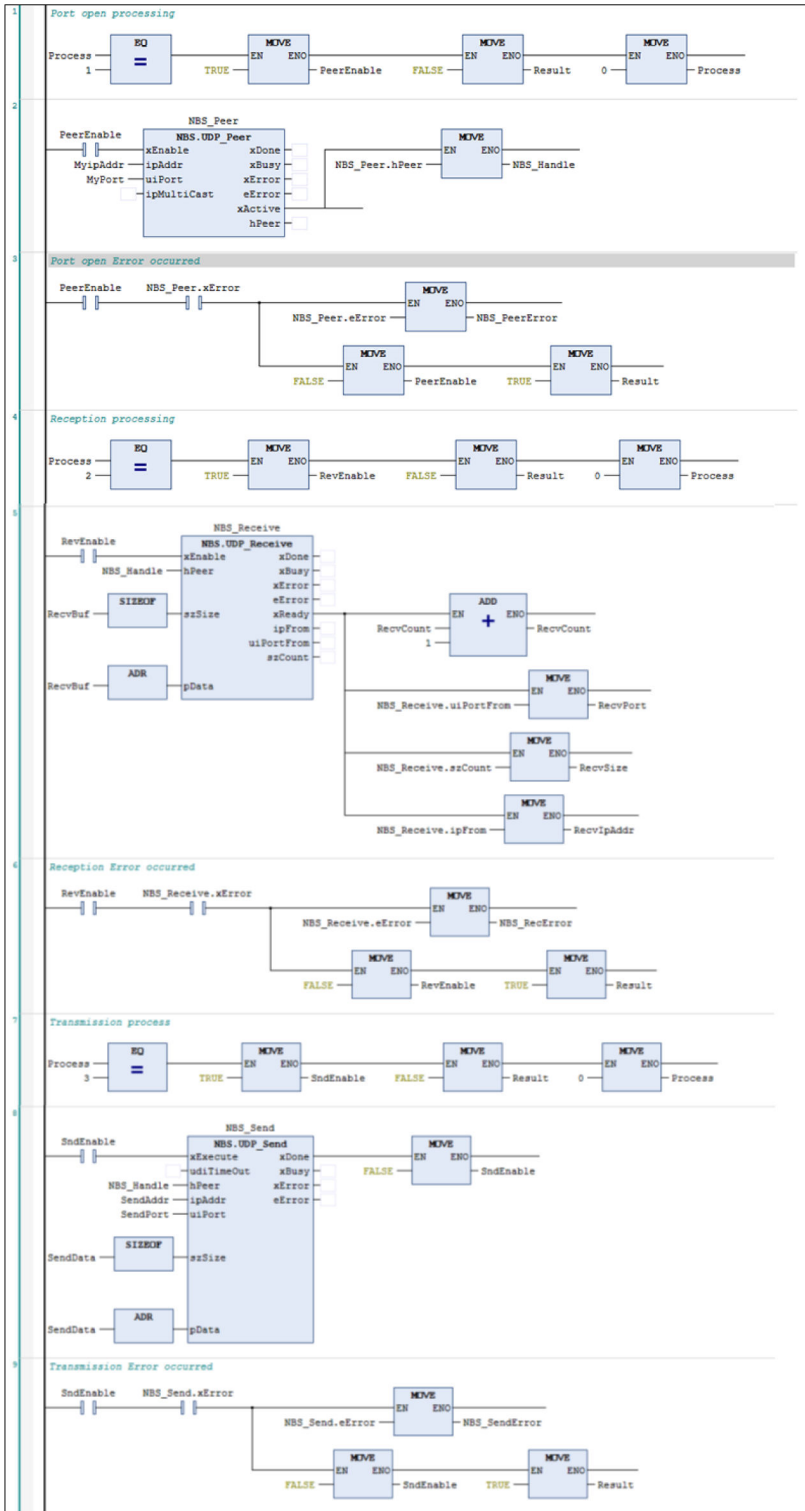 1
Port open processing
EQ MOVE MOVE MOVE
Process = EN ENO EN ENO EN ENO
1 TRUE PeerEnable FALSE Result 0 Process
2
NBS_Peer
PeerEnable NBS.UDP_Peer MOVE
xEnable xDone EN ENO
MyipAddr ipAddr xBusy NBS_Peer.hPeer NBS_Handle
MyPort uiPort xError
ipMultiCast eError
xActive
hPeer
3
Port open Error occurred
PeerEnable NBS_Peer.xError MOVE
EN ENO
NBS_Peer.eError NBS_PeerError
MOVE MOVE
EN ENO EN ENO
FALSE PeerEnable TRUE Result
4
Reception processing
EQ MOVE MOVE MOVE
Process = EN ENO EN ENO EN ENO
2 TRUE RevEnable FALSE Result 0 Process
5
NBS_Receive
RevEnable NBS.UDP_Receive
xEnable xDone
NBS_Handle hPeer xBusy
xError
SIZEOF eError ADD
RecvBuf szSize xReady EN + ENO
ipFrom RecvCount RecvCount
uiPortFrom 1
szCount
ADR MOVE
RecvBuf pData EN ENO
NBS_Receive.uiPortFrom RecvPort
MOVE
EN ENO
NBS_Receive.szCount RecvSize
MOVE
EN ENO
NBS_Receive.ipFrom RecvIpAddr
6
Reception Error occurred
RevEnable NBS_Receive.xError MOVE
EN ENO
NBS_Receive.eError NBS_RecError
MOVE MOVE
EN ENO EN ENO
FALSE RevEnable TRUE Result
7
Transmission process
EQ MOVE MOVE MOVE
Process = EN ENO EN ENO EN ENO
3 TRUE SndEnable FALSE Result 0 Process
8
NBS_Send
SndEnable NBS.UDP_Send MOVE
xExecute xDone EN ENO
udiTimeOut xBusy FALSE SndEnable
NBS_Handle hPeer xError
SendAddr ipAddr eError
SendPort uiPort
SIZEOF
SendData szSize
ADR
SendData pData
9
Transmission Error occurred
SndEnable NBS_Send.xError MOVE
EN ENO
NBS_Send.eError NBS_SendError
MOVE MOVE
EN ENO EN ENO
FALSE SndEnable TRUE Result